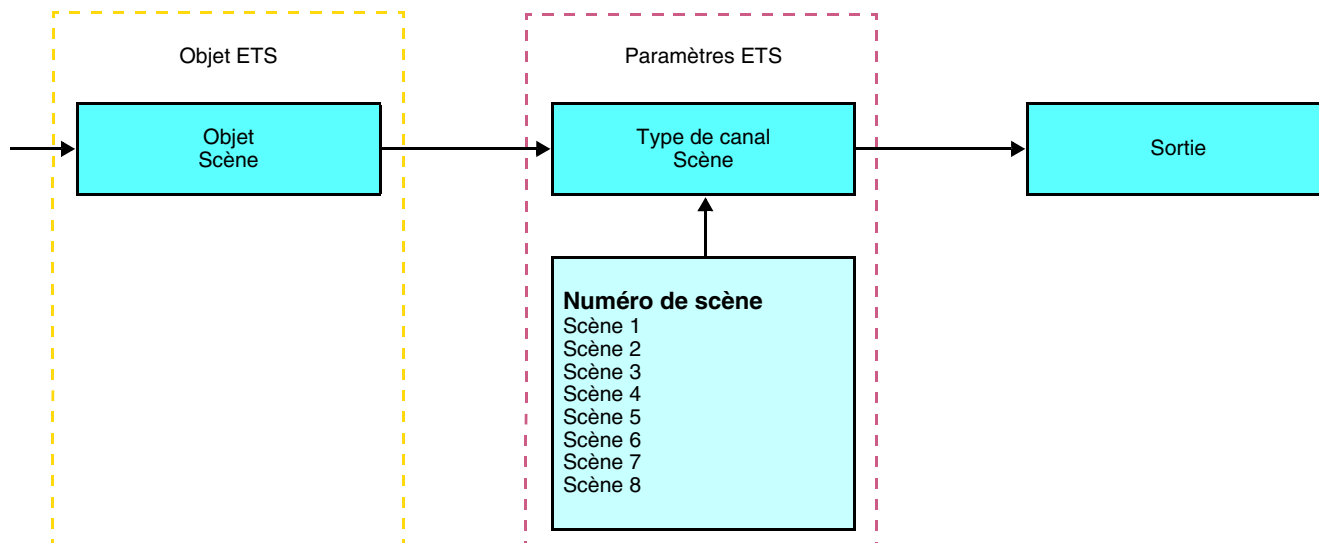 Objet ETS
Paramètres ETS
Objet
Scène
Type de canal
Scène
Sortie
Numéro de scène
Scène 1
Scène 2
Scène 3
Scène 4
Scène 5
Scène 6
Scène 7
Scène 8